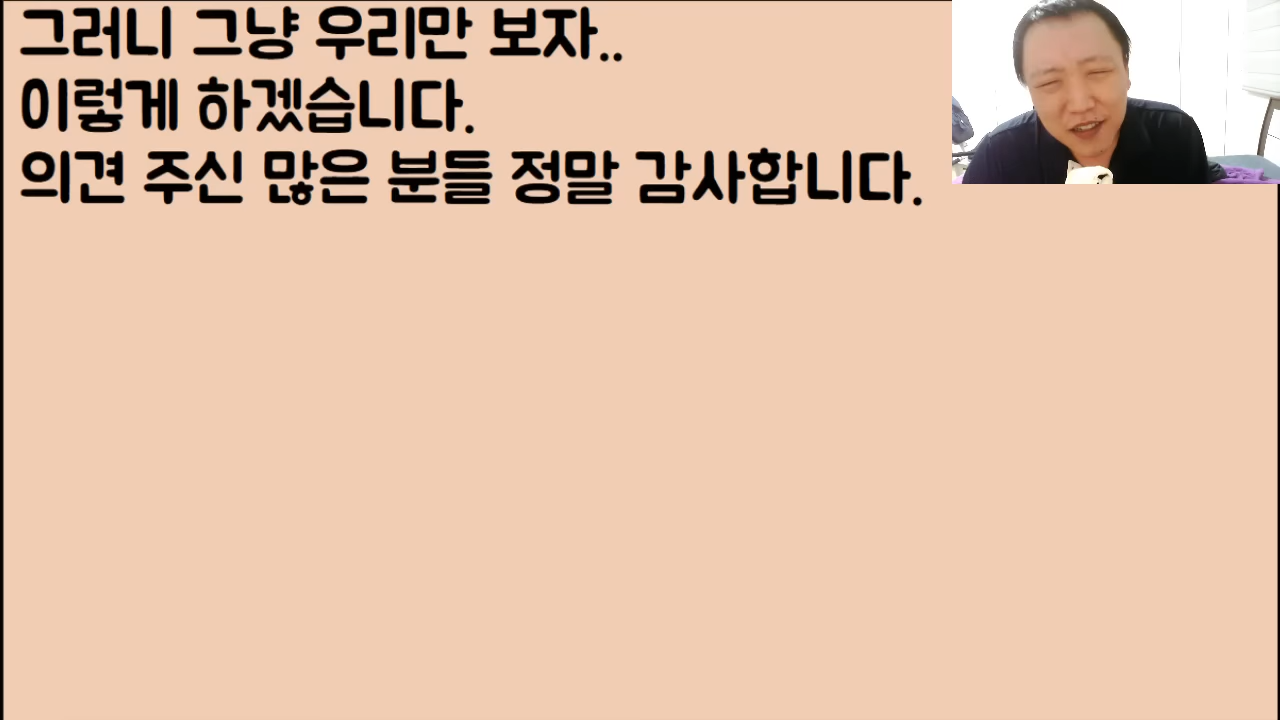 그러니 그냥 우리만 보자..
이렇게 하겠습니다.
의견 주신 많은 분들 정말 감사합니다.